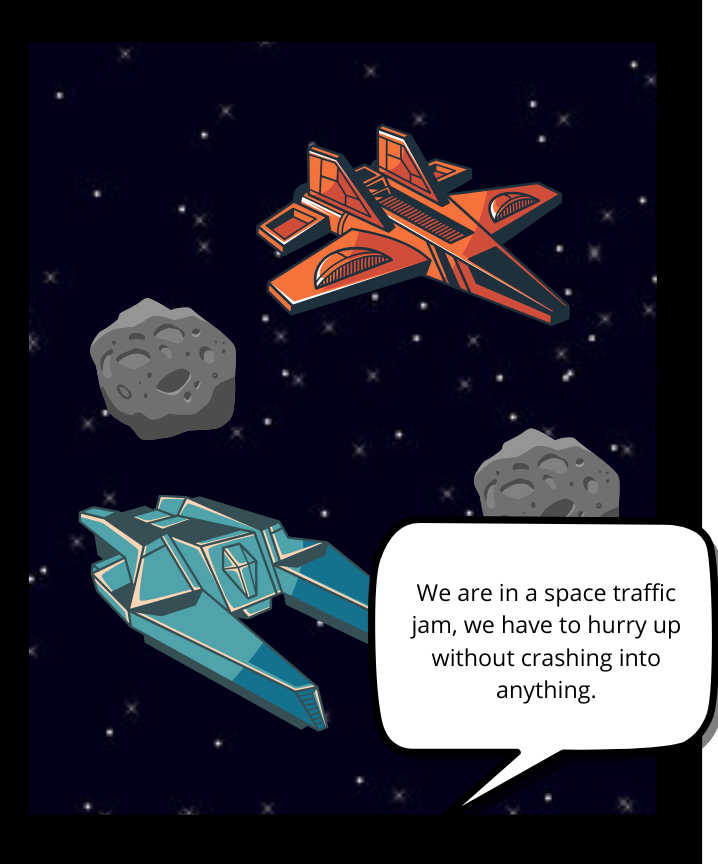 We are in a space traffic
jam, we have to hurry up
without crashing into
anything.